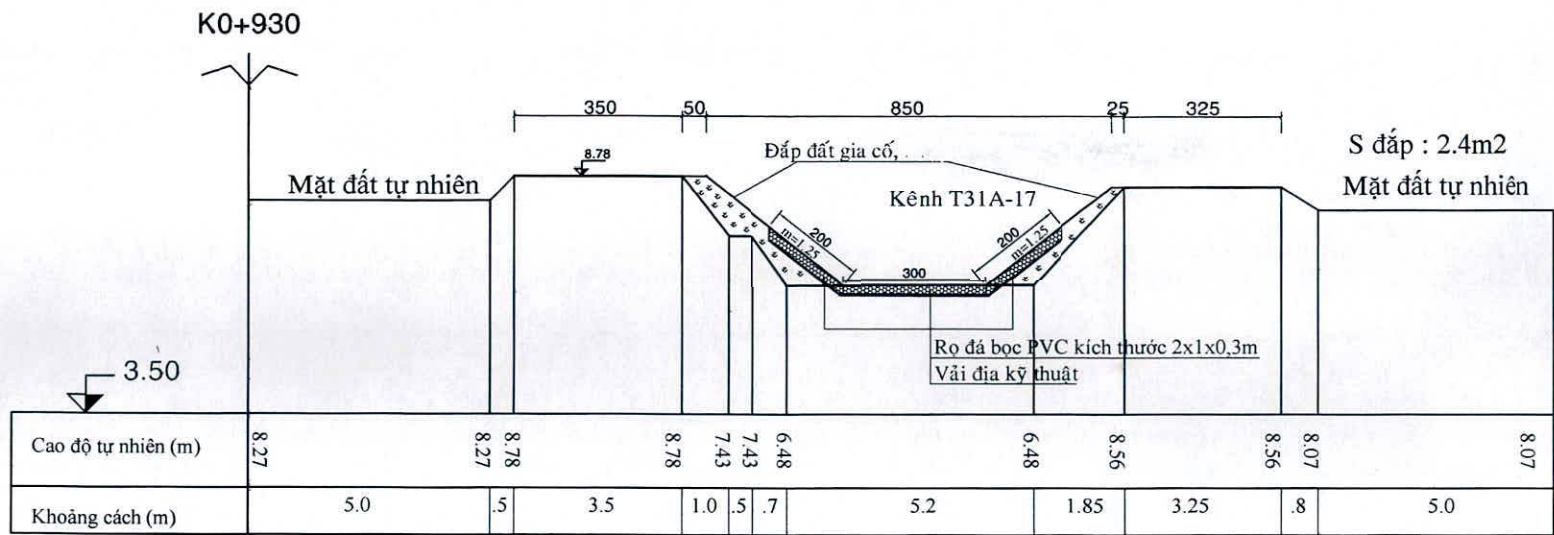 K0+930
350 50 850 25 325
8.78
Đắp đất gia cố,
S đắp : 2.4m2
Mặt đất tự nhiên
Kênh T31A-17
Mặt đất tự nhiên
200
m=1,25
200
m=1,25
300
Rọ đá bọc PVC kích thước 2x1x0,3m
Vải địa kỹ thuật
3.50
Cao độ tự nhiên (m) 8.27 8.27 8.78 8.78 7.43 7.43 6.48 6.48 8.56 8.56 8.07 8.07
Khoảng cách (m) 5.0 .5 3.5 1.0 .5 .7 5.2 1.85 3.25 .8 5.0